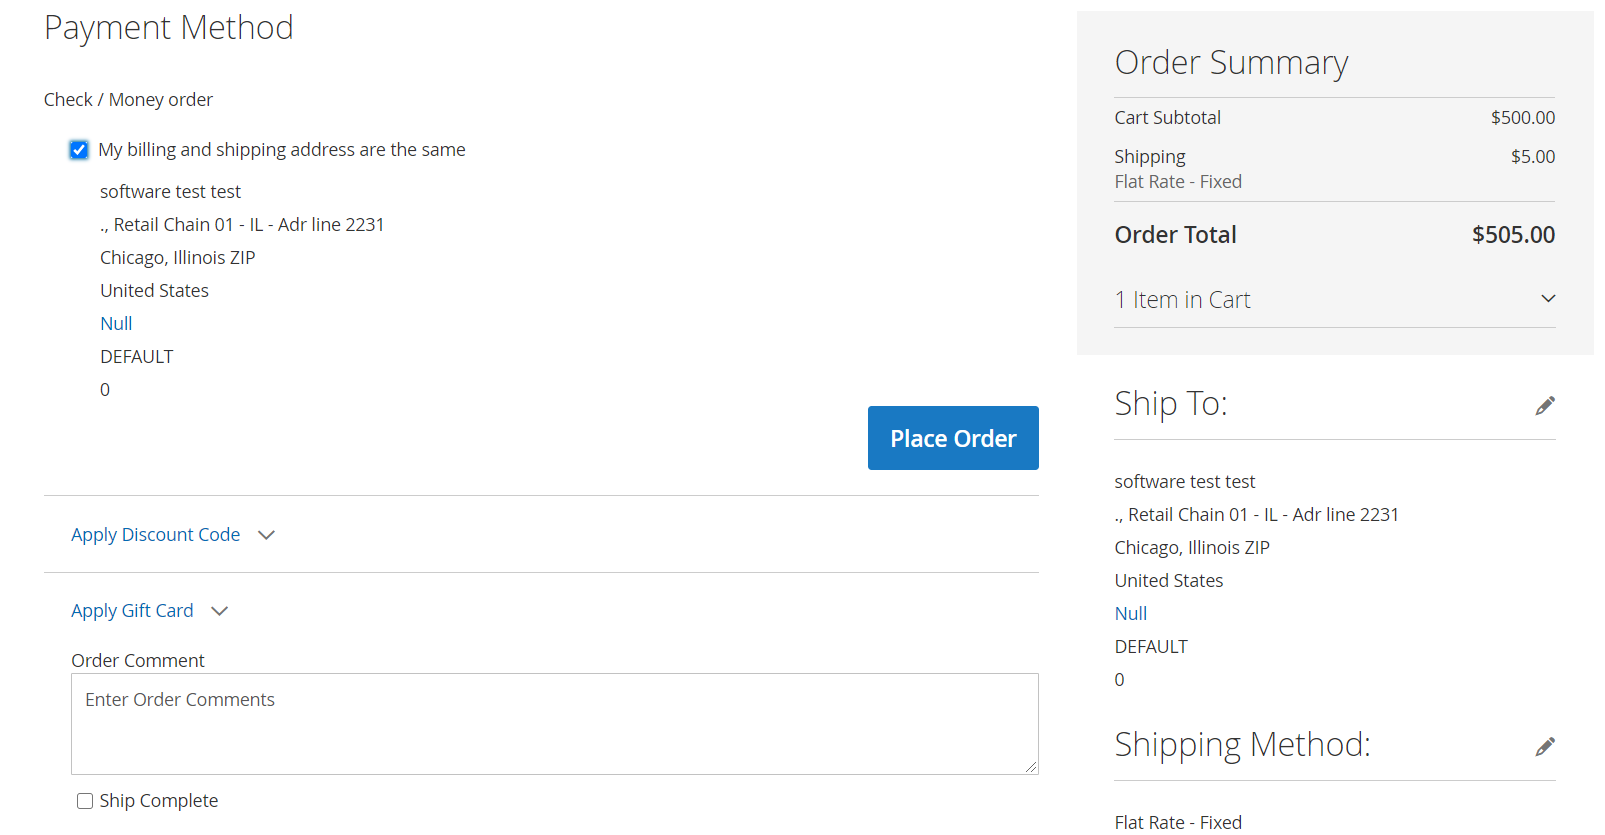 Payment Method
Check / Money order
My billing and shipping address are the same
software test test
., Retail Chain 01 - IL - Adr line 2231
Chicago, Illinois ZIP
United States
Null
DEFAULT
0
Place Order
Apply Discount Code
Apply Gift Card
Order Comment
Enter Order Comments
Ship Complete
Order Summary
Cart Subtotal $500.00
Shipping $5.00
Flat Rate - Fixed
Order Total $505.00
1 Item in Cart
Ship To:
software test test
., Retail Chain 01 - IL - Adr line 2231
Chicago, Illinois ZIP
United States
Null
DEFAULT
0
Shipping Method:
Flat Rate - Fixed